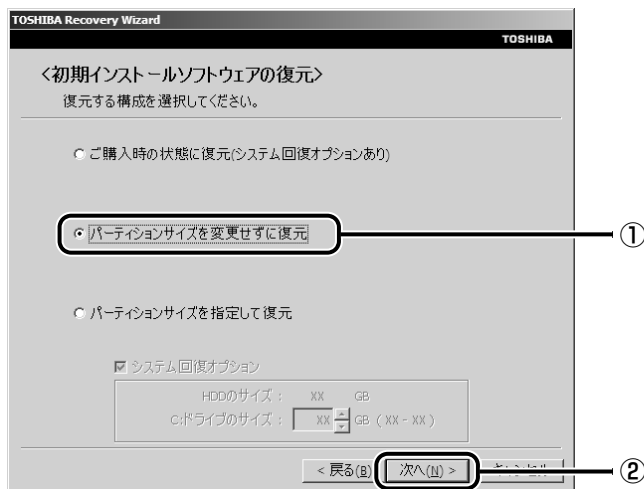 TOSHIBA Recovery Wizard
TOSHIBA
<初期インストールソフトウェアの復元>
復元する構成を選択してください。
ご購入時の状態に復元(システム回復オプションあり)
パーティションサイズを変更せずに復元
①
パーティションサイズを指定して復元
システム回復オプション
HDDのサイズ： XX GB
C:ドライブのサイズ： XX GB ( XX - XX )
< 戻る(B) 次へ(N) > キャンセル ②